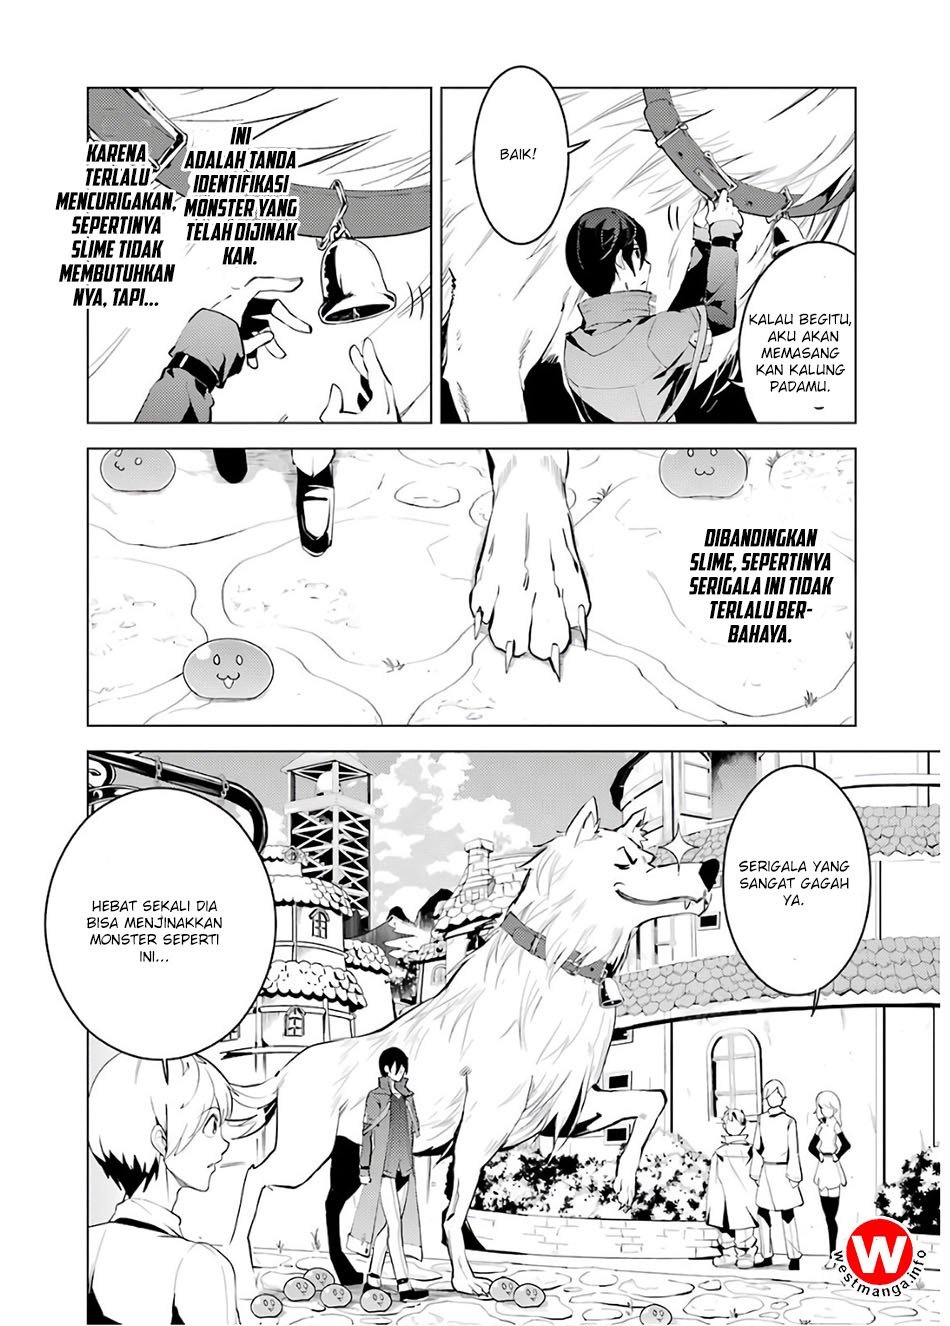 BAIK!
KALAU BEGITU,
AKU AKAN
MEMASANG
KAN KALUNG
PADAMU.
INI
ADALAH TANDA
IDENTIFIKASI
MONSTER YANG
TELAH DIJINAK
KAN.
KARENA
TERLALU
MENCURIGAKAN,
SEPERTINYA
SLIME TIDAK
MEMBUTUHKAN
NYA, TAPI...
DIBANDINGKAN
SLIME, SEPERTINYA
SERIGALA INI TIDAK
TERLALU BER-
BAHAYA.
SERIGALA YANG
SANGAT GAGAH
YA.
HEBAT SEKALI DIA
BISA MENJINAKKAN
MONSTER SEPERTI
INI...
W
westmanga.info